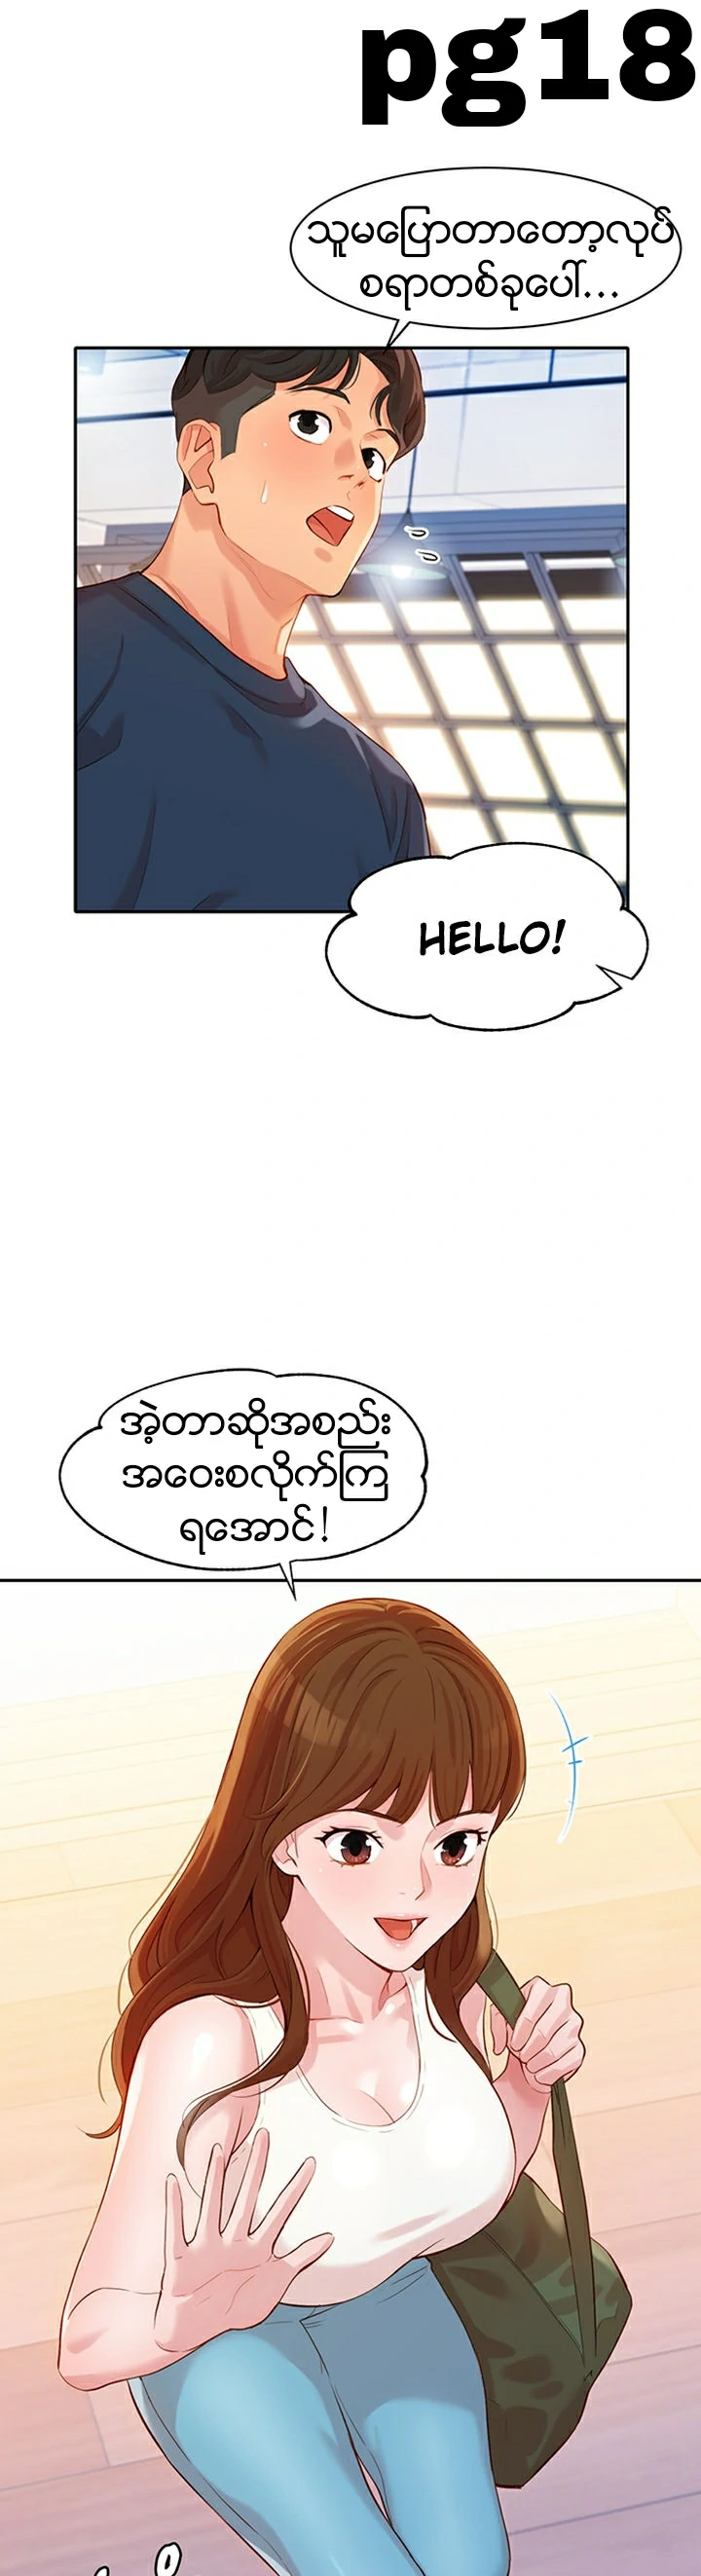 pg18
သူမပြောတာတော့လုပ်
စရာတစ်ခုပေါ်...
HELLO!
အဲ့တာဆိုအစည်း
အဝေးစလိုက်ကြ
ရအောင်!